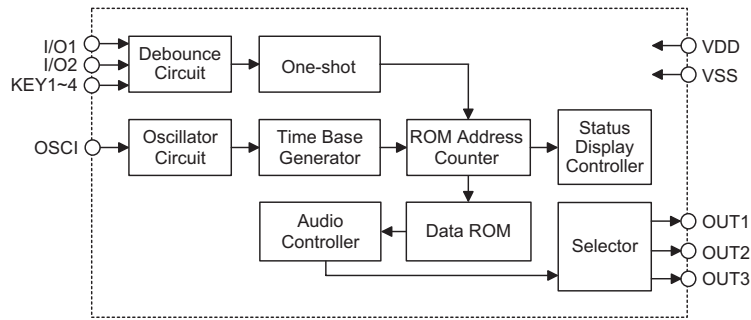 I/O1
I/O2
KEY1~4
OSCI
Debounce
Circuit
One-shot
VDD
VSS
Oscillator
Circuit
Time Base
Generator
ROM Address
Counter
Status
Display
Controller
Audio
Controller
Data ROM
Selector
OUT1
OUT2
OUT3